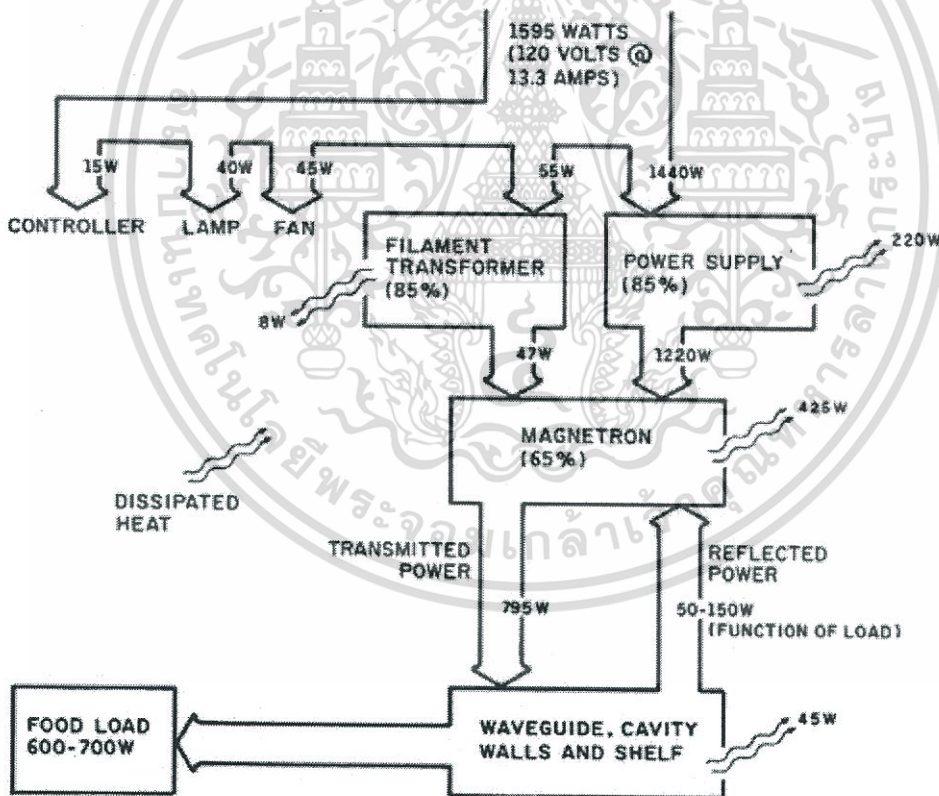 1595 WATTS
(120 VOLTS @
13.3 AMPS)
15W
40W
45W
55W
1440W
CONTROLLER
LAMP
FAN
FILAMENT
TRANSFORMER
(85%)
POWER SUPPLY
(85%)
220W
8W
47W
1220W
MAGNETRON
(65%)
425W
DISSIPATED
HEAT
TRANSMITTED
POWER
REFLECTED
POWER
795W
50-150W
(FUNCTION OF LOAD)
FOOD LOAD
600-700W
WAVEGUIDE, CAVITY
WALLS AND SHELF
45W